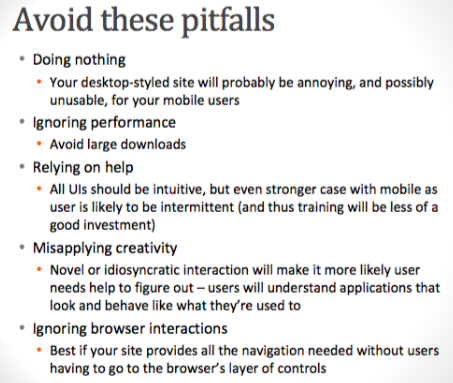 Avoid these pitfalls
• Doing nothing
• Your desktop-styled site will probably be annoying, and possibly
unusable, for your mobile users
• Ignoring performance
• Avoid large downloads
• Relying on help
• All UIs should be intuitive, but even stronger case with mobile as
user is likely to be intermittent (and thus training will be less of a
good investment)
• Misapplying creativity
• Novel or idiosyncratic interaction will make it more likely user
needs help to figure out – users will understand applications that
look and behave like what they're used to
• Ignoring browser interactions
• Best if your site provides all the navigation needed without users
having to go to the browser's layer of controls